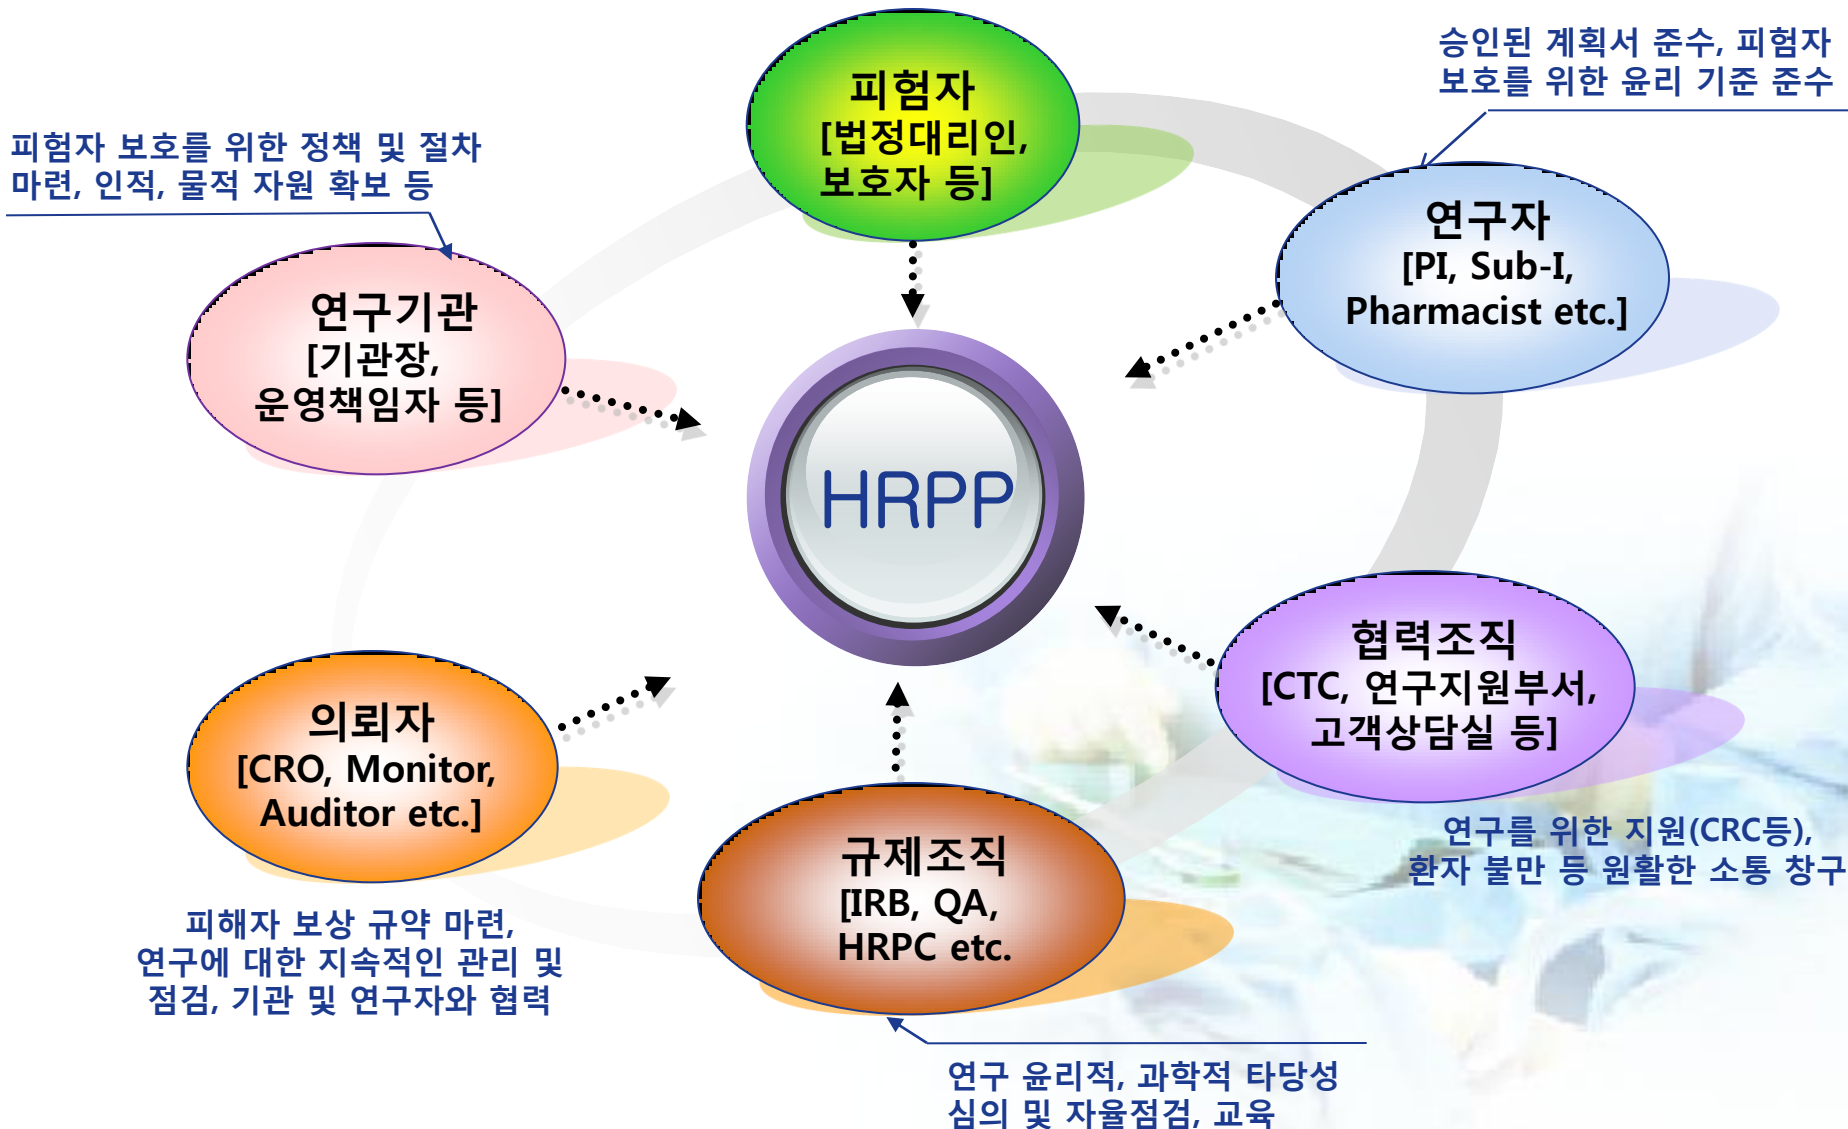 승인된 계획서 준수, 피험자
보호를 위한 윤리 기준 준수
피험자
[법정대리인,
보호자 등]
피험자 보호를 위한 정책 및 절차
마련, 인적, 물적 자원 확보 등
연구자
[PI, Sub-I,
Pharmacist etc.]
연구기관
[기관장,
운영책임자 등]
HRPP
협력조직
[CTC, 연구지원부서,
고객상담실 등]
의뢰자
[CRO, Monitor,
Auditor etc.]
연구를 위한 지원(CRC등),
환자 불만 등 원활한 소통 창구
규제조직
[IRB, QA,
HRPC etc.
피해자 보상 규약 마련,
연구에 대한 지속적인 관리 및
점검, 기관 및 연구자와 협력
연구 윤리적, 과학적 타당성
심의 및 자율점검, 교육